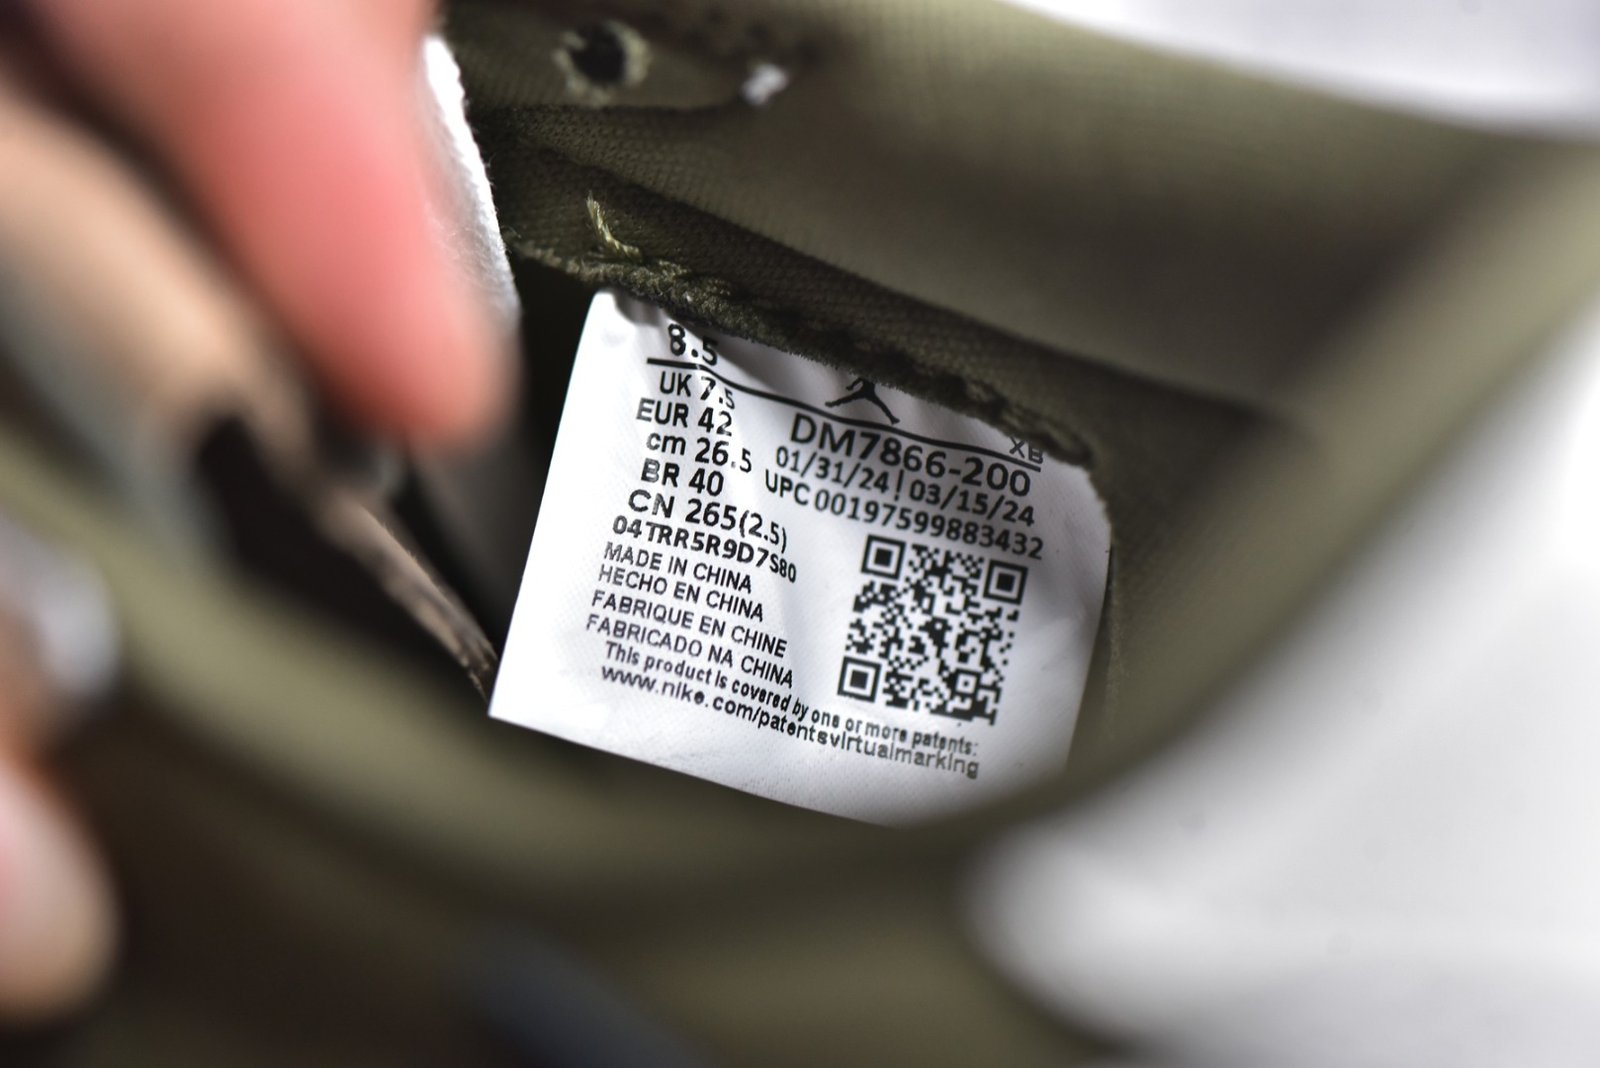 8.5
UK 7.5
EUR 42
cm 26.5
BR 40
CN 265(2.5)
04TRR5R9D7S80
MADE IN CHINA
HECHO EN CHINA
FABRIQUE EN CHINE
FABRICADO NA CHINA
This product is covered by one or more patents:
www.nike.com/patentsvirtualmarking
XB
DM7866-200
01/31/24 | 03/15/24
UPC 00197599883432